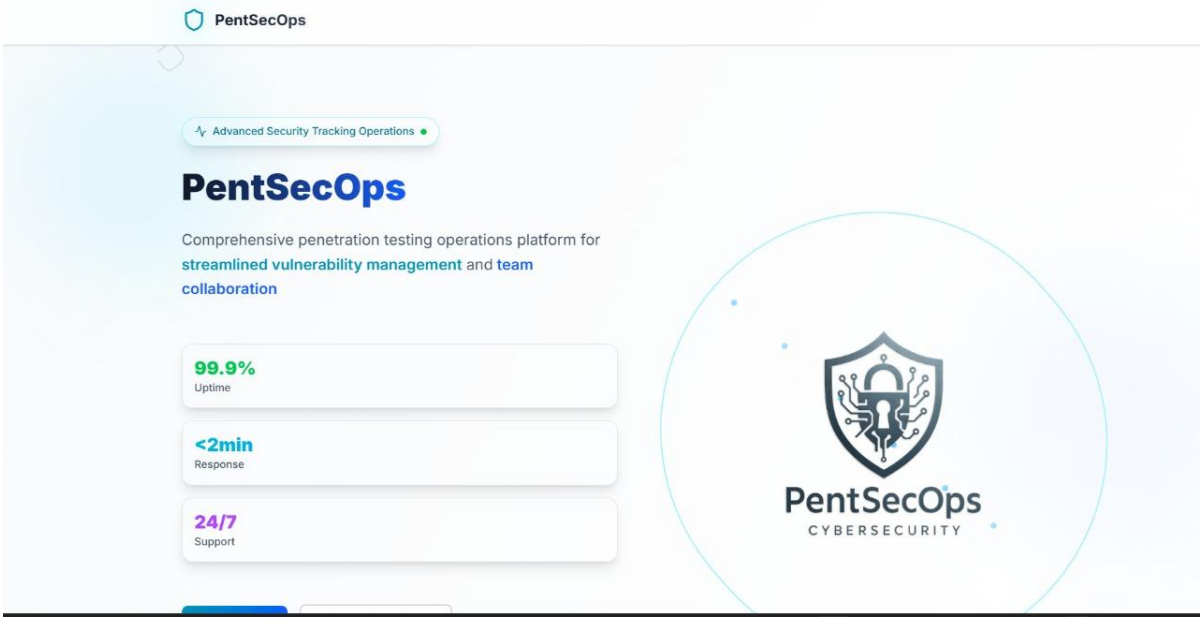 PentSecOps
Advanced Security Tracking Operations
PentSecOps
Comprehensive penetration testing operations platform for
streamlined vulnerability management and team
collaboration
99.9%
Uptime
<2min
Response
24/7
Support
PentSecOps
CYBERSECURITY